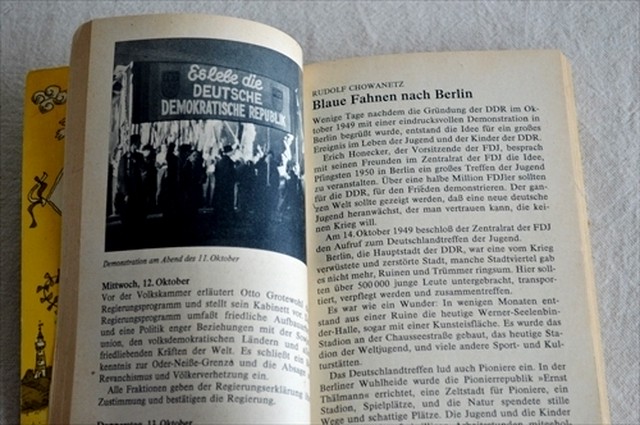 Es lebe die
DEUTSCHE
DEMOKRATISCHE REPUBLIK
Demonstration am Abend des 11. Oktober
Mittwoch, 12. Oktober
Vor der Volkskammer erläutert Otto Grotewohl
Regierungsprogramm und stellt sein Kabinett vor.
Regierungsprogramm umfaßt friedliche Aufbau
und eine Politik enger Beziehungen mit der Sow
union, den volksdemokratischen Ländern und
friedliebenden Kräften der Welt. Es schließt ein
kenntnis zur Oder-Neiße-Grenze und die Absage
Revanchismus und Völkerverhetzung ein.
Alle Fraktionen geben der Regierungserklärung
Zustimmung und bestätigen die Regierung.
Donnerstag, 13. Oktober
RUDOLF CHOWANETZ
Blaue Fahnen nach Berlin
Wenige Tage nachdem die Gründung der DDR im Ok-
tober 1949 mit einer eindrucksvollen Demonstration in
Berlin begrüßt wurde, entstand die Idee für ein großes
Ereignis im Leben der Jugend und der Kinder der DDR.
Erich Honecker, der Vorsitzende der FDJ, besprach
mit seinen Freunden im Zentralrat der FDJ die Idee,
Pfingsten 1950 in Berlin ein großes Treffen der Jugend
zu veranstalten. Über eine halbe Million FDJler sollten
für die DDR, für den Frieden demonstrieren. Der gan-
zen Welt sollte gezeigt werden, daß eine neue deutsche
Jugend heranwächst, der man vertrauen kann, die kei-
nen Krieg will.
Am 14. Oktober 1949 beschloß der Zentralrat der FDJ
den Aufruf zum Deutschlandtreffen der Jugend.
Berlin, die Hauptstadt der DDR, war eine vom Krieg
verwüstete und zerstörte Stadt, manche Stadtviertel gab
es nicht mehr, Ruinen und Trümmer ringsum. Hier soll-
ten über 500 000 junge Leute untergebracht, transpor-
tiert, verpflegt werden und zusammentreffen.
Es war wie ein Wunder: In wenigen Monaten ent-
stand aus einer Ruine die heutige Werner-Seelenbin-
der-Halle, sogar mit einer Kunsteisfläche. Es wurde das
Stadion an der Chausseestraße gebaut, das heutige Sta-
dion der Weltjugend, und viele andere Sport- und Kul-
turstätten.
Das Deutschlandtreffen lud auch Pioniere ein. In der
Berliner Wuhlheide wurde die Pionierrepublik »Ernst
Thälmann« errichtet, eine Zeltstadt für Pioniere, ein
Stadion, Spielplätze, und die Natur spendete stille
Wege und schattige Plätze. Die Jugend und die Kinder
Arbeitsstunden mitgehol-